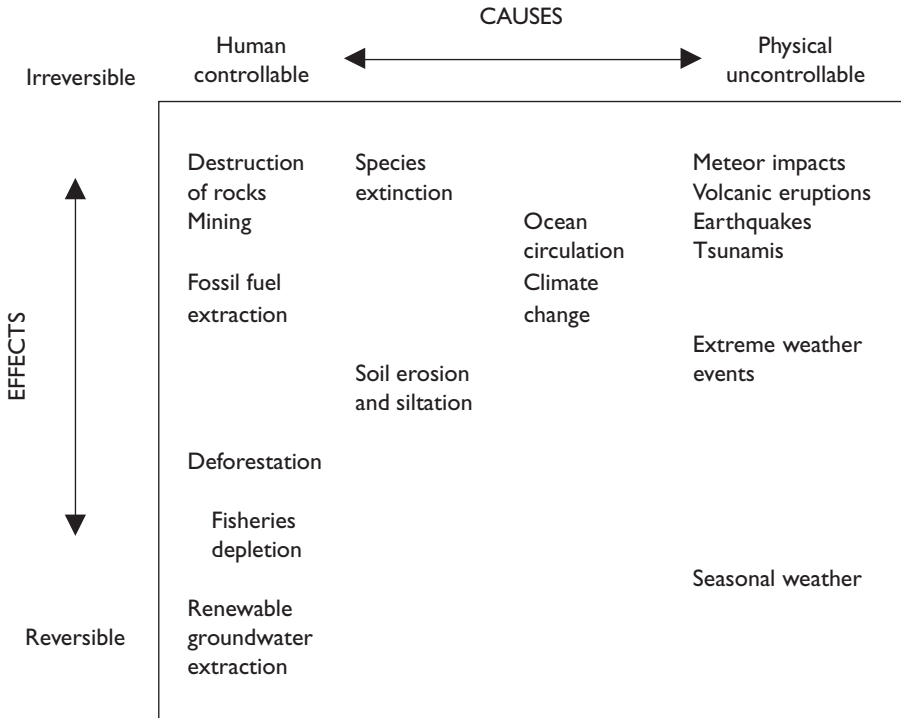 CAUSES
Human
controllable
Physical
uncontrollable
Irreversible
EFFECTS
Reversible
Destruction
of rocks
Mining
Species
extinction
Ocean
circulation
Meteor impacts
Volcanic eruptions
Earthquakes
Tsunamis
Fossil fuel
extraction
Climate
change
Extreme weather
events
Soil erosion
and siltation
Deforestation
Fisheries
depletion
Seasonal weather
Renewable
groundwater
extraction